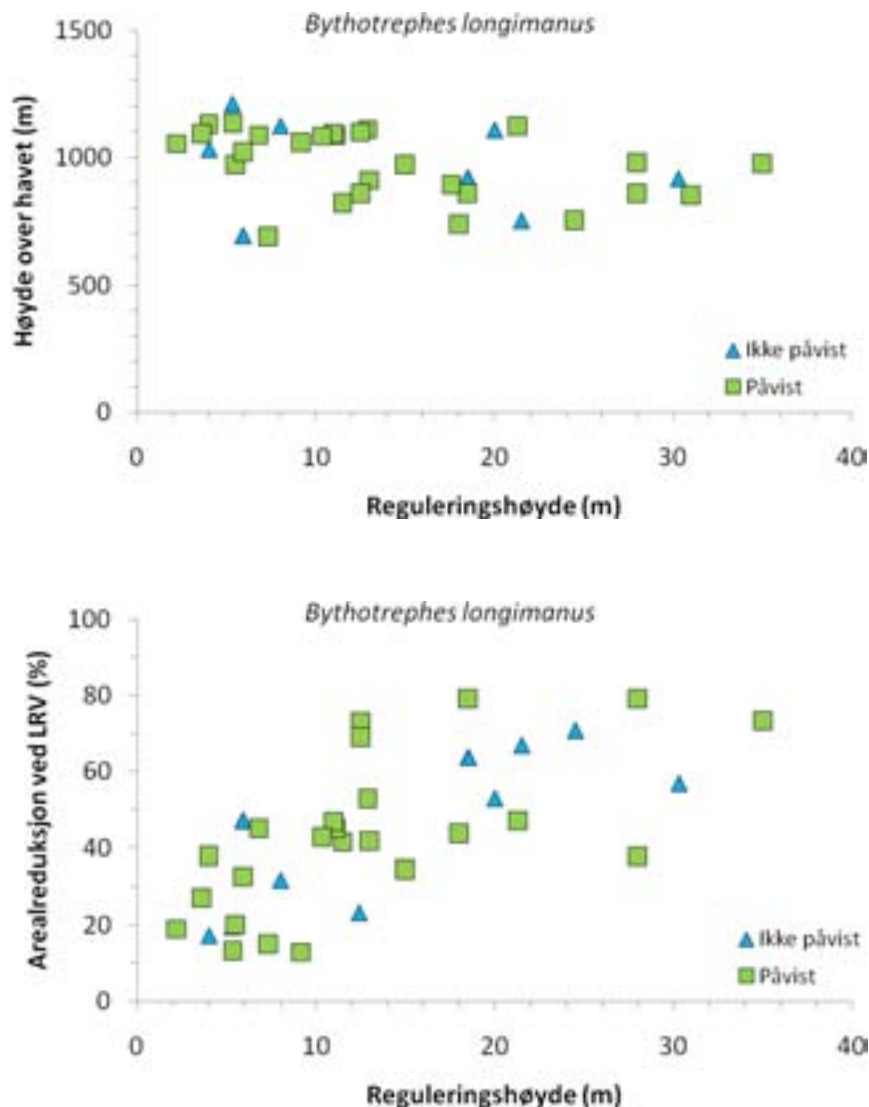 Bythotrephes longimanus
1500
1000
500
0
Høyde over havet (m)
Ikke påvist
Påvist
0 10 20 30 40
Reguleringshøyde (m)
Bythotrephes longimanus
100
80
60
40
20
0
Arealreduksjon ved LRV (%)
Ikke påvist
Påvist
0 10 20 30 40
Reguleringshøyde (m)